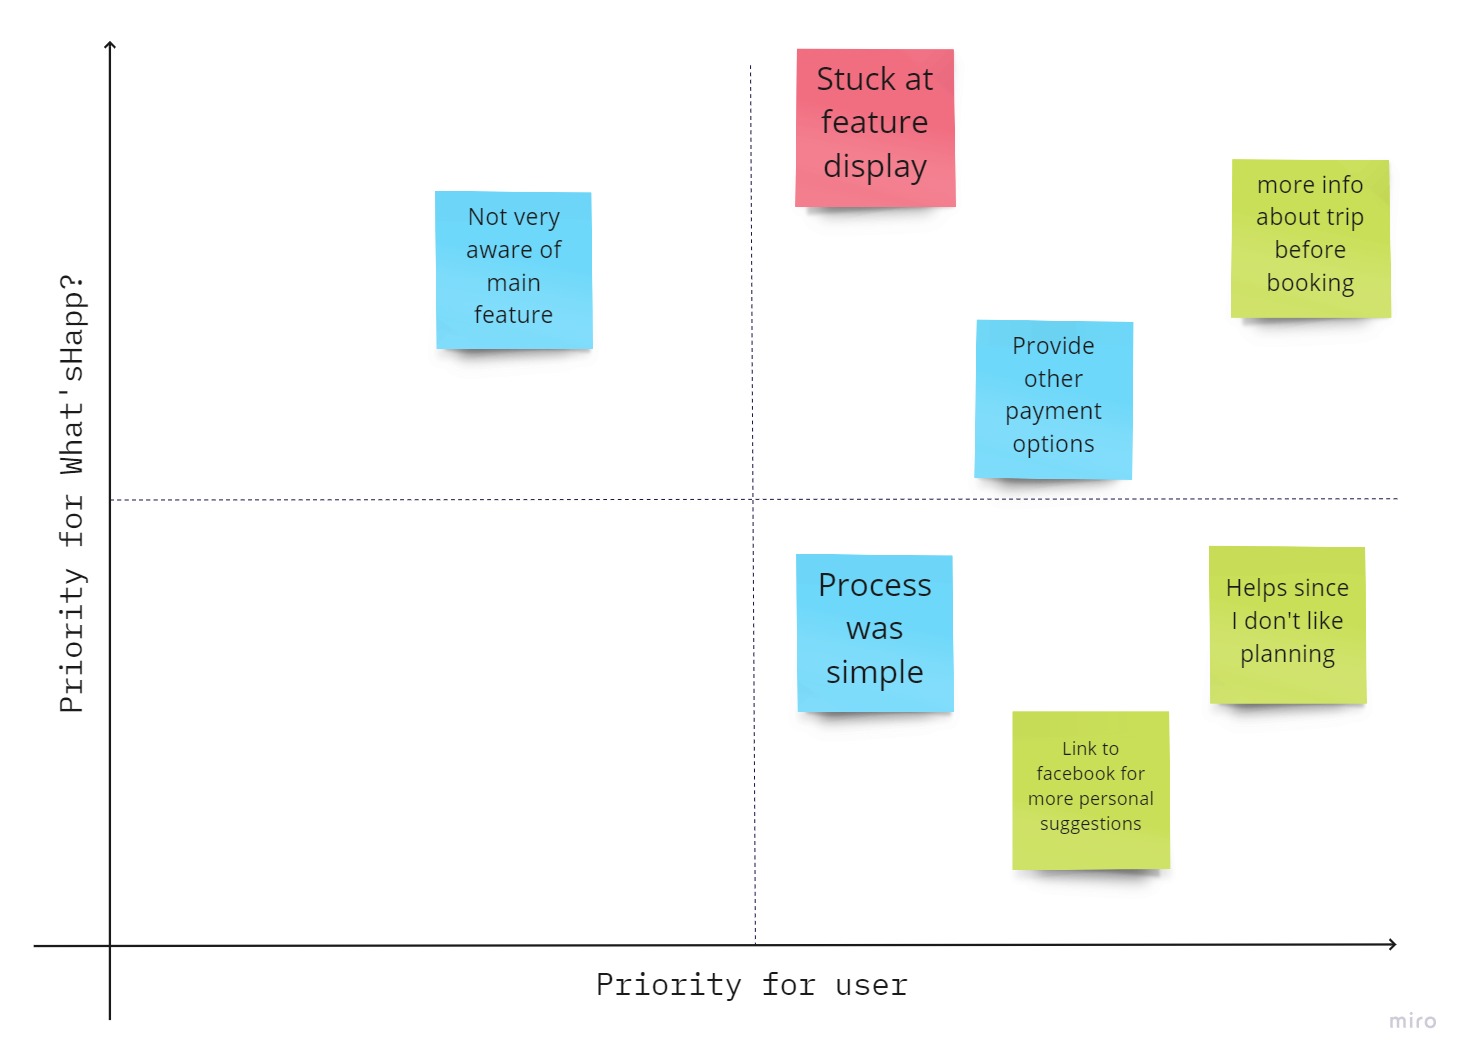 Stuck at
feature
display
more info
about trip
before
booking
Not very
aware of
main
feature
Provide
other
payment
options
Priority for What'sHapp?
Process
was
simple
Helps since
I don't like
planning
Link to
facebook for
more personal
suggestions
Priority for user
miro